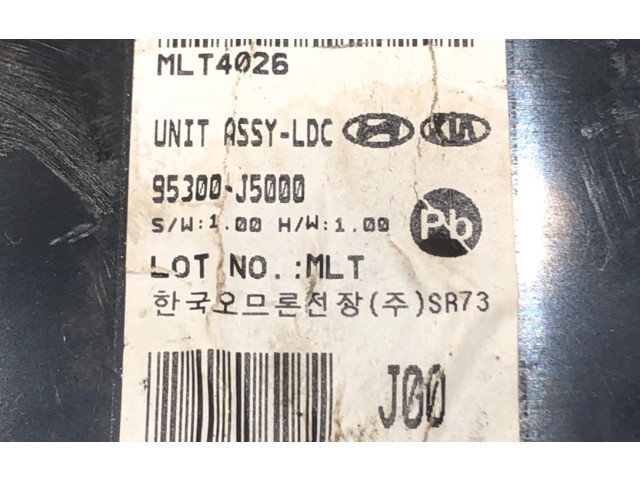 MLT4026
UNIT ASSY-LDC KIA
95300-J5000
S/W:1.00 H/W:1.00 Pb
LOT NO.:MLT
한국오므론전장(주)SR73
J00